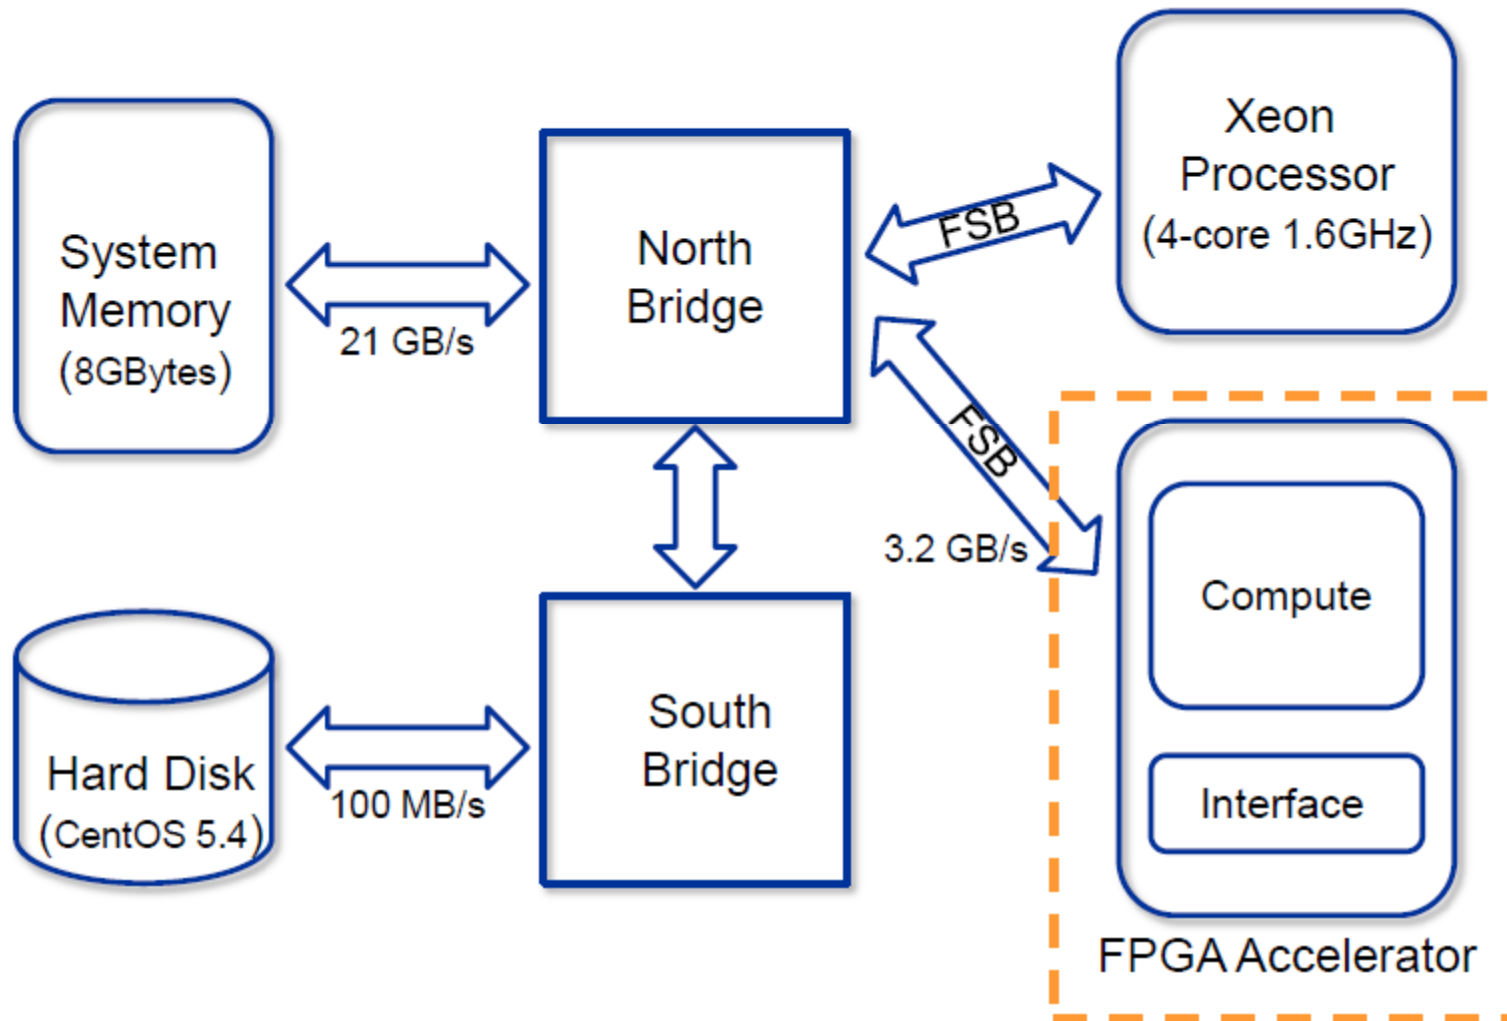 System
Memory
(8GBytes)
21 GB/s
North
Bridge
FSB
Xeon
Processor
(4-core 1.6GHz)
FSB
3.2 GB/s
Compute
Interface
FPGA Accelerator
South
Bridge
Hard Disk
(CentOS 5.4)
100 MB/s